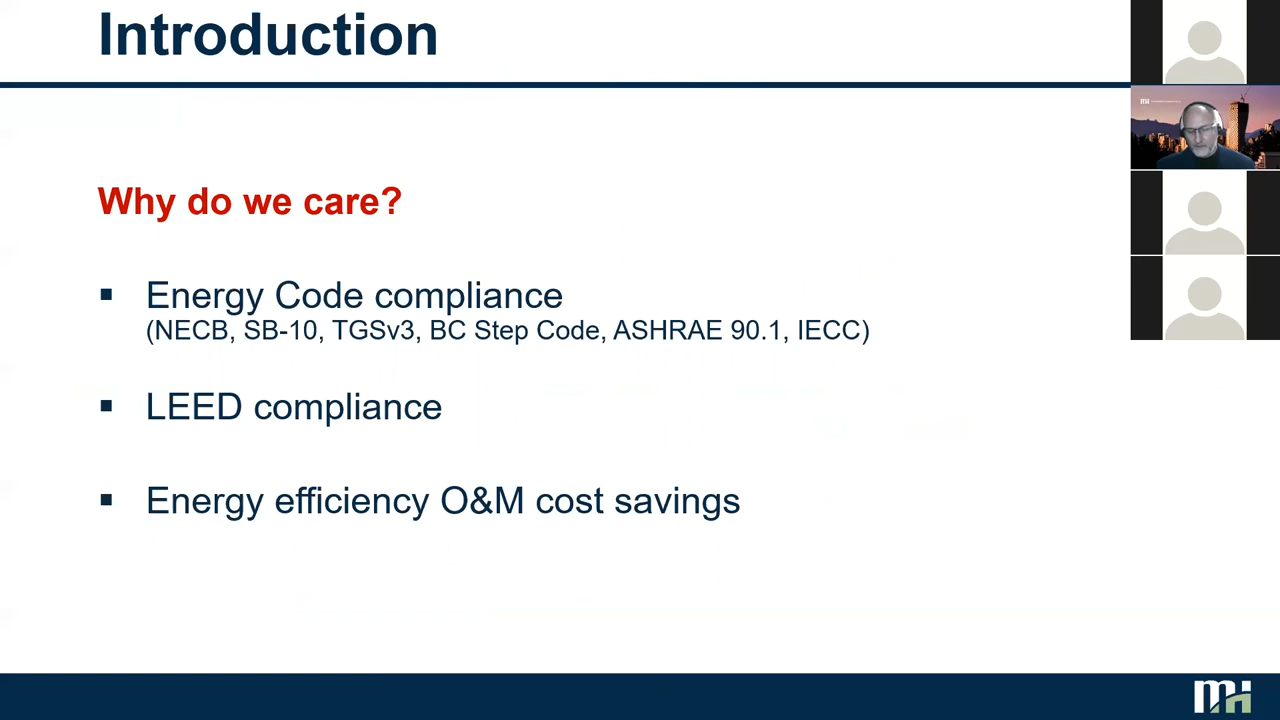 Introduction
Why do we care?
▪ Energy Code compliance
(NECB, SB-10, TGSv3, BC Step Code, ASHRAE 90.1, IECC)
▪ LEED compliance
▪ Energy efficiency O&M cost savings